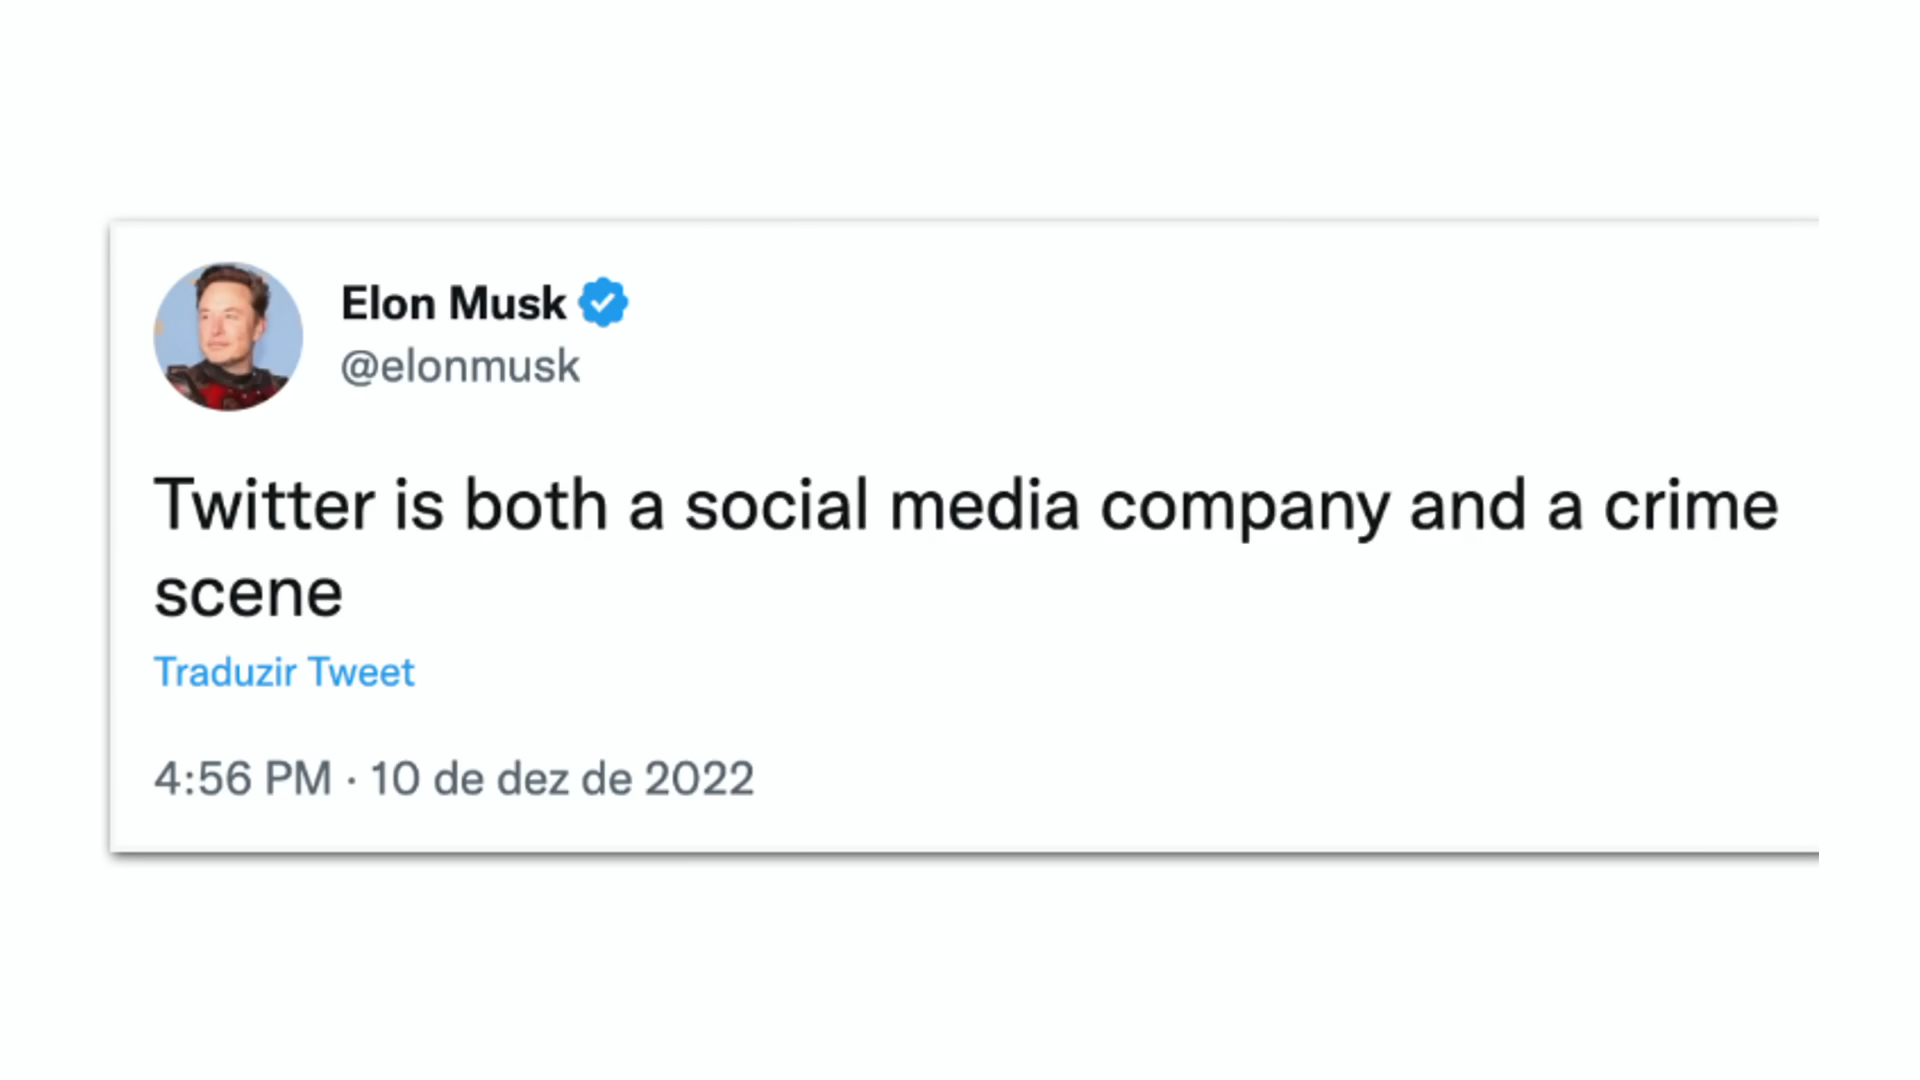 Elon Musk
@elonmusk
Twitter is both a social media company and a crime
scene
Traduzir Tweet
4:56 PM · 10 de dez de 2022